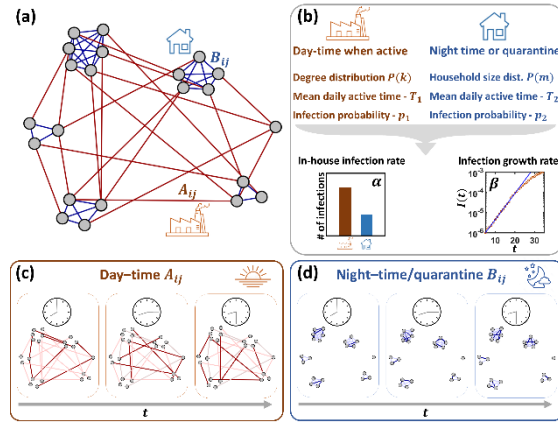 (a)
B_ij
A_ij
(b)
Day-time when active
Night time or quarantine
Degree distribution P(k)
Household size dist. P(m)
Mean daily active time - T_1
Mean daily active time - T_2
Infection probability - p_1
Infection probability - p_2
In-house infection rate
Infection growth rate
# of infections
α
I(t)
β
10^-3
10^-4
10^-5
10^-6
10 20 30
t
(c)
Day–time A_ij
t
(d)
Night–time/quarantine B_ij
t